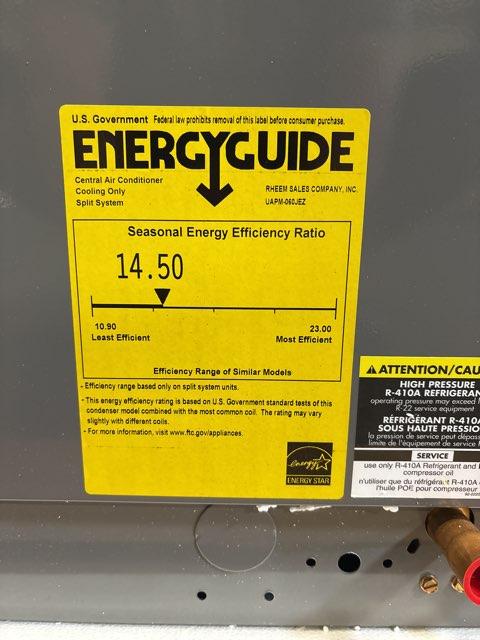 U.S. Government Federal law prohibits removal of this label before consumer purchase.
ENERGYGUIDE
Central Air Conditioner
Cooling Only
Split System
RHEEM SALES COMPANY, INC.
UAPM-060JEZ
Seasonal Energy Efficiency Ratio
14.50
10.90
Least Efficient
23.00
Most Efficient
Efficiency Range of Similar Models
- Efficiency range based only on split system units.
- This energy efficiency rating is based on U.S. Government standard tests of this
condenser model combined with the most common coil. The rating may vary
slightly with different coils.
- For more information, visit www.ftc.gov/appliances.
energy
ENERGY STAR
ATTENTION/CAU
HIGH PRESSURE
R-410A REFRIGERAN
operating pressure may exceed
R-22 service equipment
RÉFRIGÉRANT R-410A
SOUS HAUTE PRESSIO
la pression de service peut dépas
limite de l'équipement de service
SERVICE
use only R-410A Refrigerant and
compressor oil
n'utiliser que du réfrigérant R-410A
l'huile POE pour compresseur